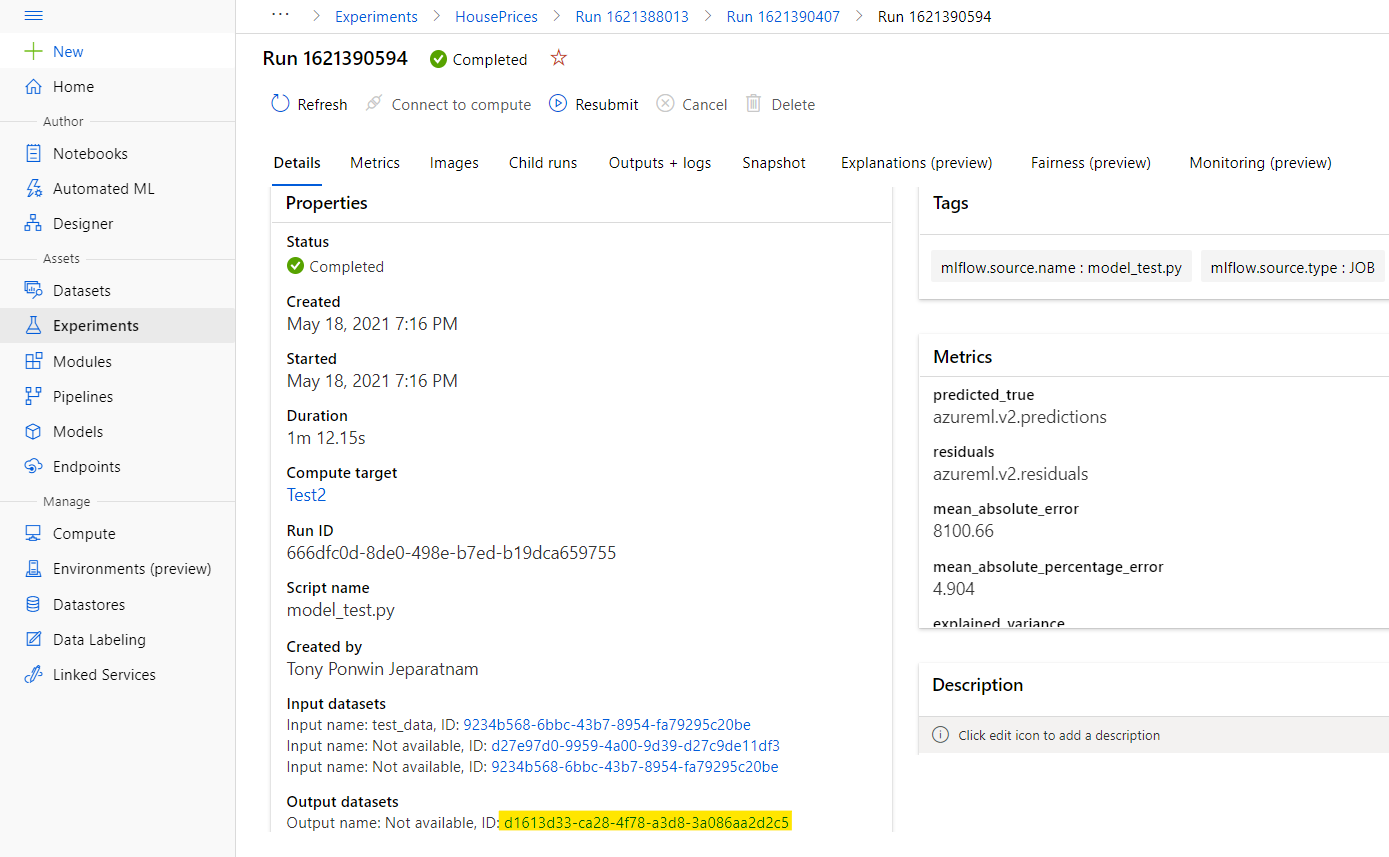 ··· > Experiments > HousePrices > Run 1621388013 > Run 1621390407 > Run 1621390594
New
Home
Author
Notebooks
Automated ML
Designer
Assets
Datasets
Experiments
Modules
Pipelines
Models
Endpoints
Manage
Compute
Environments (preview)
Datastores
Data Labeling
Linked Services
Run 1621390594 Completed
Refresh Connect to compute Resubmit Cancel Delete
Details Metrics Images Child runs Outputs + logs Snapshot Explanations (preview) Fairness (preview) Monitoring (preview)
Properties
Status
Completed
Created
May 18, 2021 7:16 PM
Started
May 18, 2021 7:16 PM
Duration
1m 12.15s
Compute target
Test2
Run ID
666dfc0d-8de0-498e-b7ed-b19dca659755
Script name
model_test.py
Created by
Tony Ponwin Jeparatnam
Input datasets
Input name: test_data, ID: 9234b568-6bbc-43b7-8954-fa79295c20be
Input name: Not available, ID: d27e97d0-9959-4a00-9d39-d27c9de11df3
Input name: Not available, ID: 9234b568-6bbc-43b7-8954-fa79295c20be
Output datasets
Output name: Not available, ID: d1613d33-ca28-4f78-a3d8-3a086aa2d2c5
Tags
mlflow.source.name : model_test.py mlflow.source.type : JOB
Metrics
predicted_true
azureml.v2.predictions
residuals
azureml.v2.residuals
mean_absolute_error
8100.66
mean_absolute_percentage_error
4.904
explained_variance
Description
Click edit icon to add a description